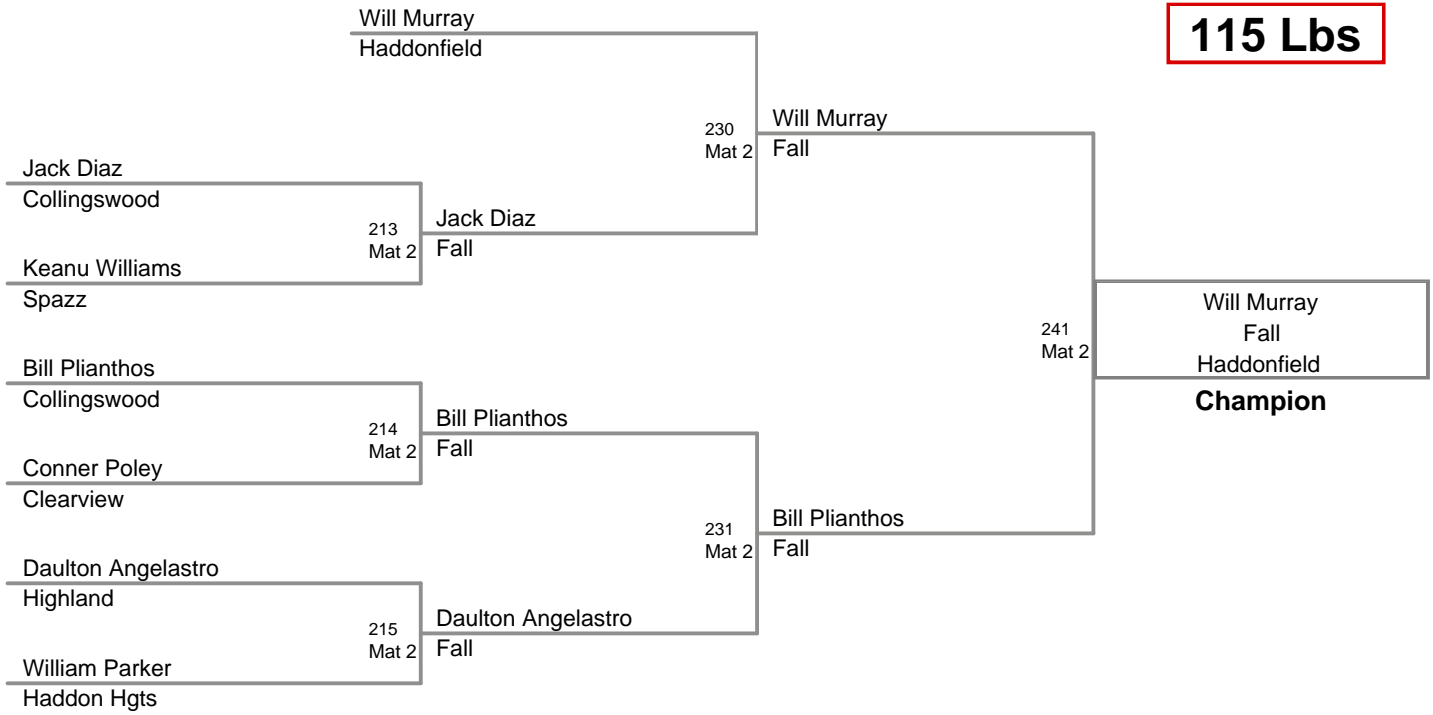 Will Murray
Haddonfield
115 Lbs
Jack Diaz
Collingswood
213
Mat 2
Keanu Williams
Spazz
Jack Diaz
Fall
230
Mat 2
Will Murray
Fall
Bill Plianthos
Collingswood
214
Mat 2
Conner Poley
Clearview
Bill Plianthos
Fall
Daulton Angelastro
Highland
215
Mat 2
William Parker
Haddon Hgts
Daulton Angelastro
Fall
231
Mat 2
Bill Plianthos
Fall
241
Mat 2
Will Murray
Fall
Haddonfield
Champion